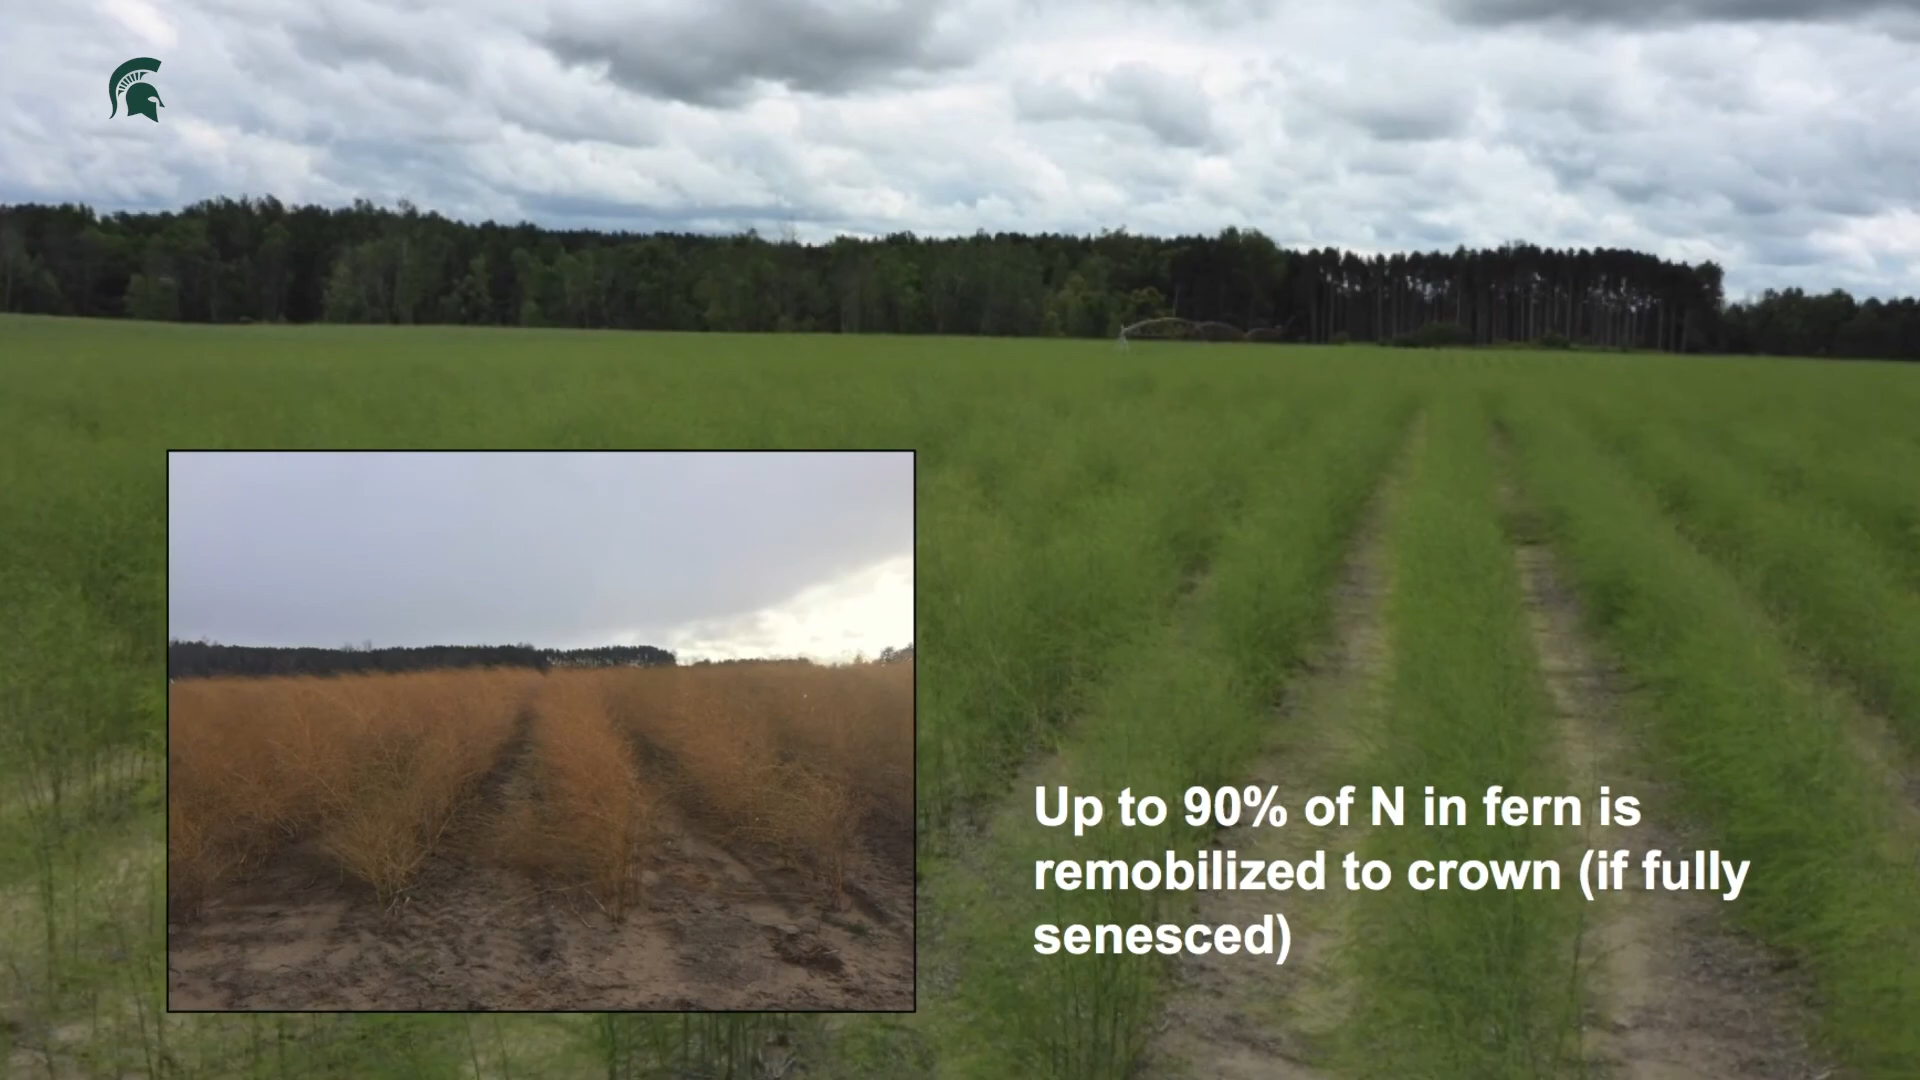 Up to 90% of N in fern is
remobilized to crown (if fully
senesced)